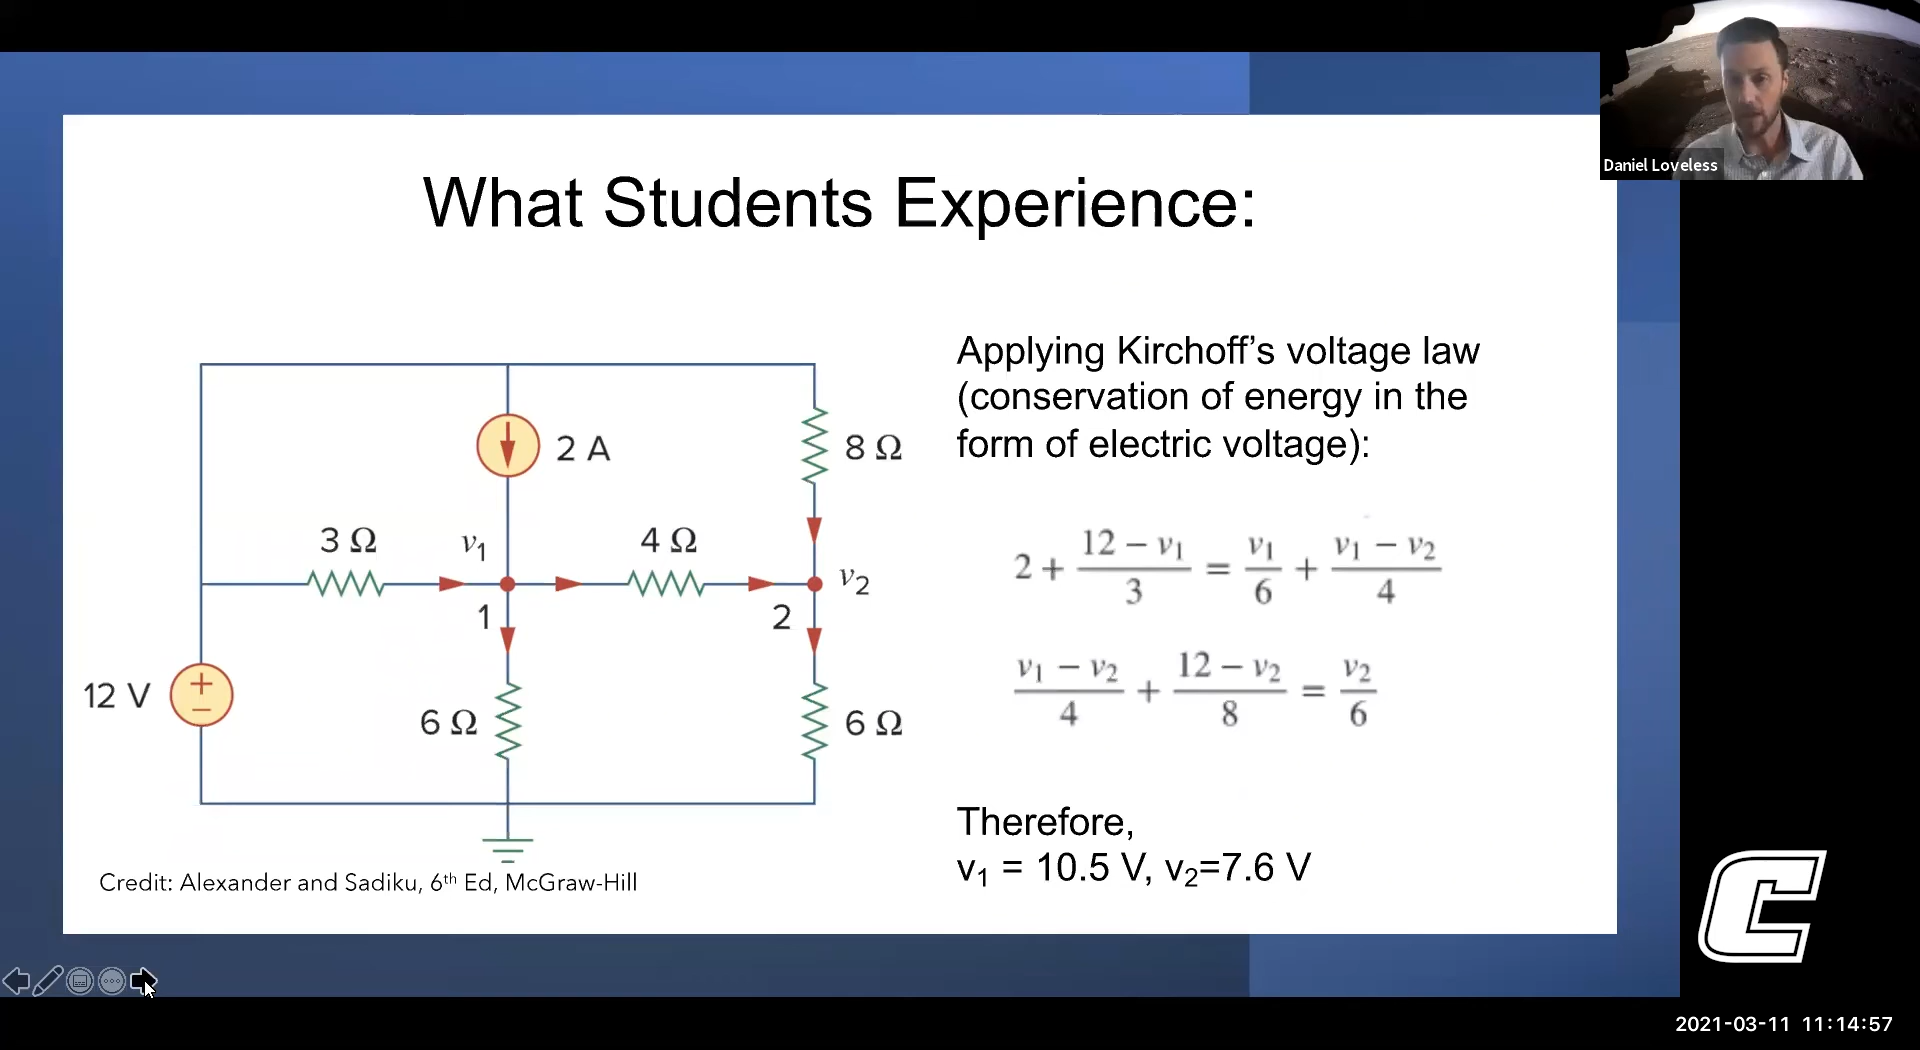 Daniel Loveless
What Students Experience:
Applying Kirchoff’s voltage law
(conservation of energy in the
form of electric voltage):
2 A
8 Ω
3 Ω
v₁
4 Ω
v₂
1
2
12 V
+
−
6 Ω
6 Ω
2 + (12 − v₁)/3 = v₁/6 + (v₁ − v₂)/4
(v₁ − v₂)/4 + (12 − v₂)/8 = v₂/6
Therefore,
v₁ = 10.5 V, v₂=7.6 V
Credit: Alexander and Sadiku, 6th Ed, McGraw-Hill
C
2021-03-11 11:14:57